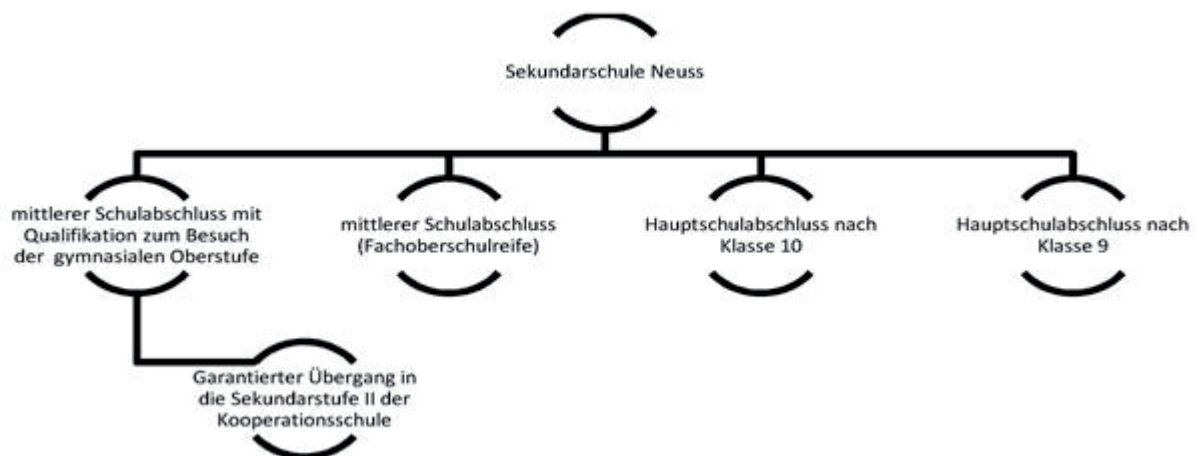 Sekundarschule Neuss
mittlerer Schulabschluss mit
Qualifikation zum Besuch
der gymnasialen Oberstufe
mittlerer Schulabschluss
(Fachoberschulreife)
Hauptschulabschluss nach
Klasse 10
Hauptschulabschluss nach
Klasse 9
Garantierter Übergang in
die Sekundarstufe II der
Kooperationsschule